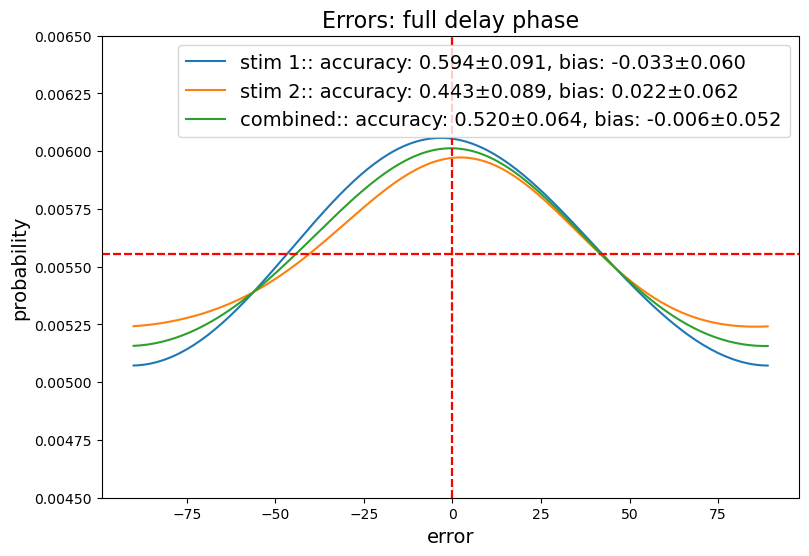 Errors: full delay phase
stim 1:: accuracy: 0.594±0.091, bias: -0.033±0.060
stim 2:: accuracy: 0.443±0.089, bias: 0.022±0.062
combined:: accuracy: 0.520±0.064, bias: -0.006±0.052
probability
0.00650
0.00625
0.00600
0.00575
0.00550
0.00525
0.00500
0.00475
0.00450
−75 −50 −25 0 25 50 75
error